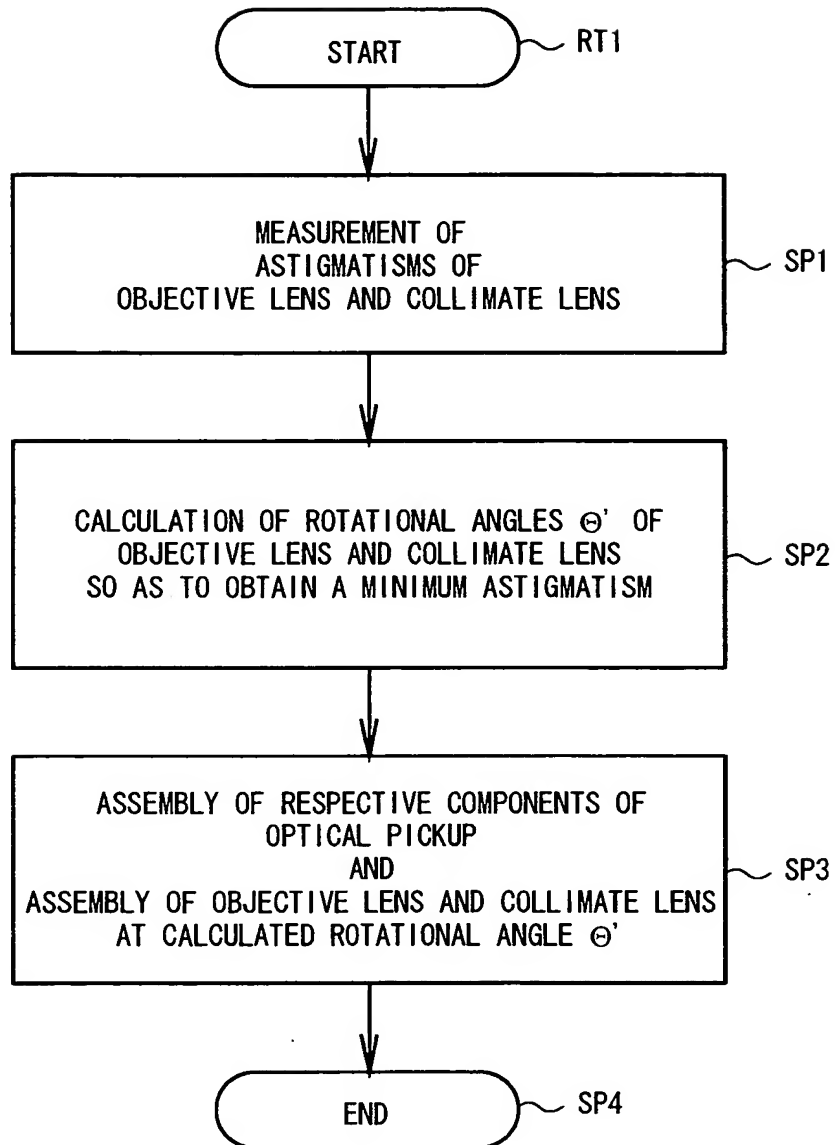 START
RT1
MEASUREMENT OF
ASTIGMATISMS OF
OBJECTIVE LENS AND COLLIMATE LENS
SP1
CALCULATION OF ROTATIONAL ANGLES Θ' OF
OBJECTIVE LENS AND COLLIMATE LENS
SO AS TO OBTAIN A MINIMUM ASTIGMATISM
SP2
ASSEMBLY OF RESPECTIVE COMPONENTS OF
OPTICAL PICKUP
AND
ASSEMBLY OF OBJECTIVE LENS AND COLLIMATE LENS
AT CALCULATED ROTATIONAL ANGLE Θ'
SP3
END
SP4